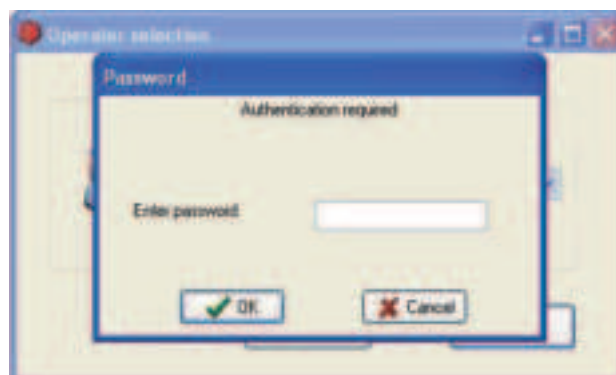 Operator selection
Password
Authentication required
Enter password
OK
Cancel